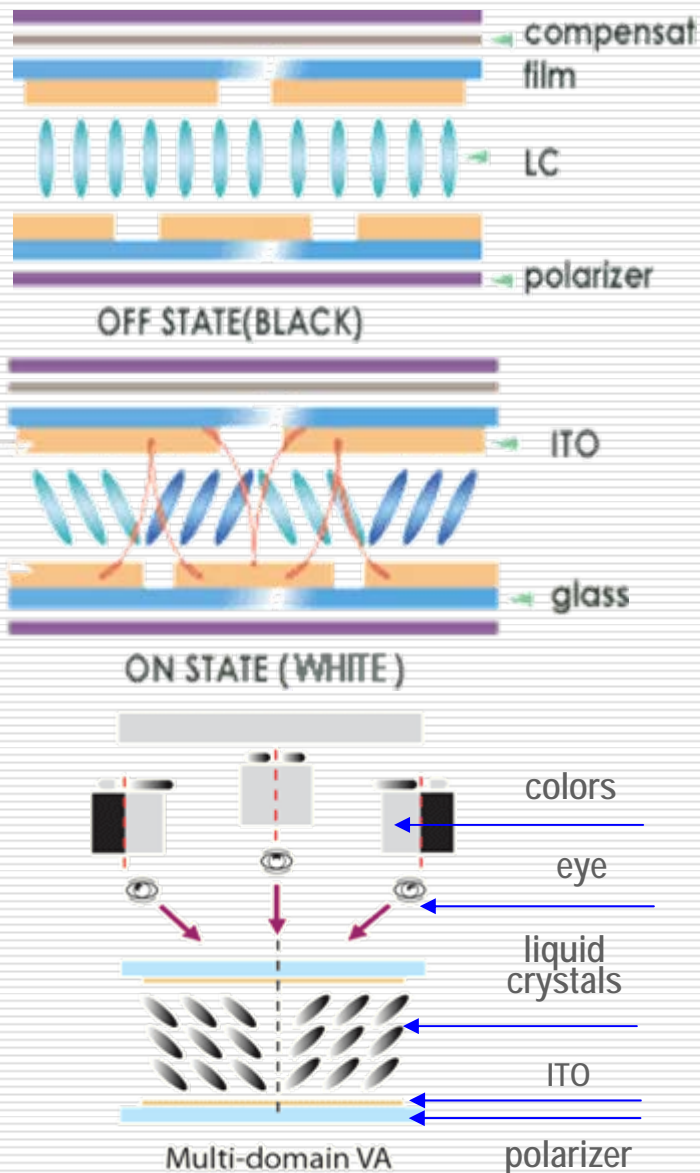 compensat
film
LC
polarizer
OFF STATE(BLACK)
ITO
glass
ON STATE ( WHITE )
colors
eye
liquid
crystals
ITO
Multi-domain VA
polarizer